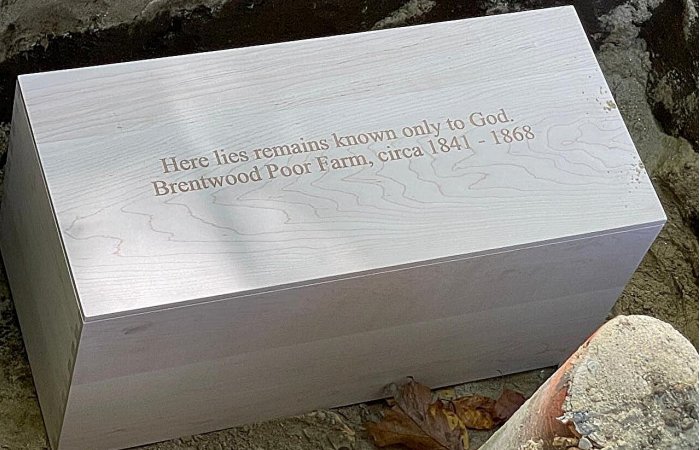 Here lies remains known only to God.
Brentwood Poor Farm, circa 1841 - 1868